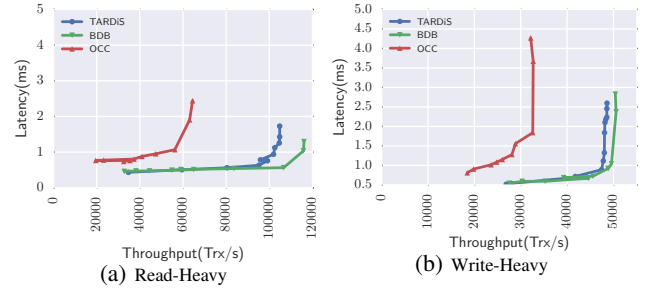 TARDiS
BDB
OCC
Latency(ms)
5
4
3
2
1
0
0
20000
40000
60000
80000
100000
120000
Throughput(Trx/s)
(a) Read-Heavy
TARDiS
BDB
OCC
Latency(ms)
5.0
4.5
4.0
3.5
3.0
2.5
2.0
1.5
1.0
0.5
0
10000
20000
30000
40000
50000
Throughput(Trx/s)
(b) Write-Heavy